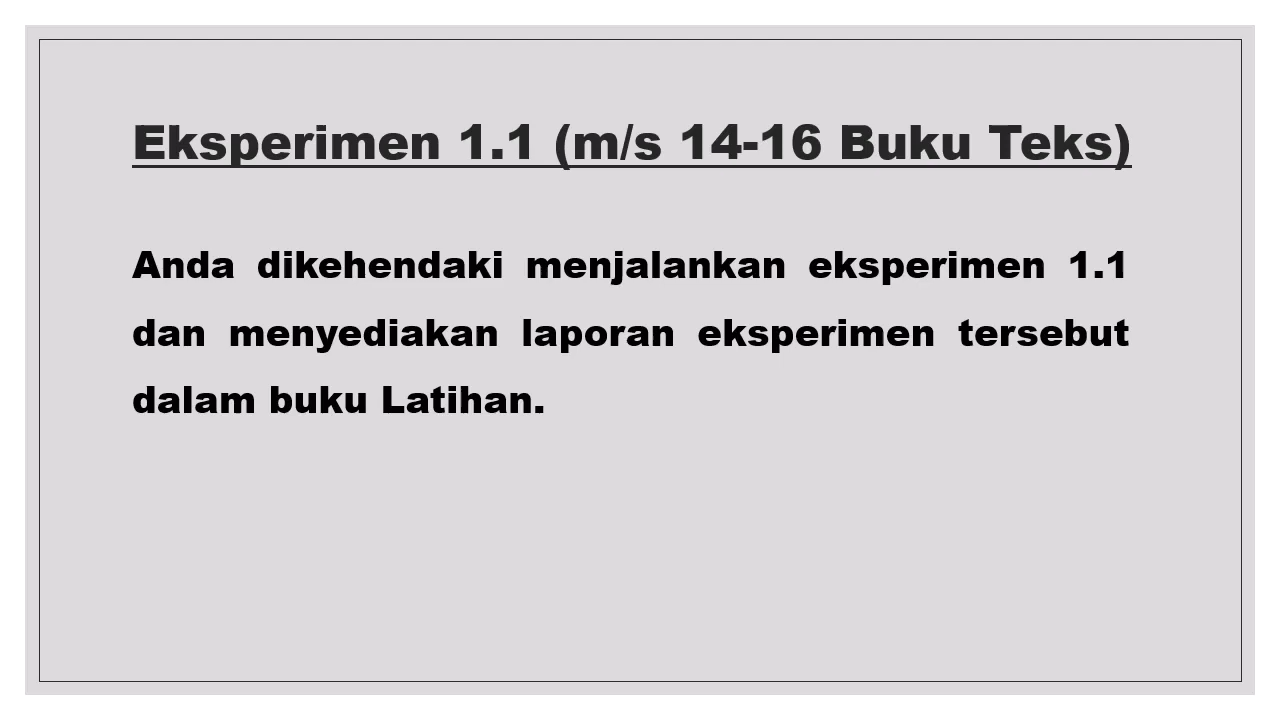 Eksperimen 1.1 (m/s 14-16 Buku Teks)
Anda dikehendaki menjalankan eksperimen 1.1
dan menyediakan laporan eksperimen tersebut
dalam buku Latihan.